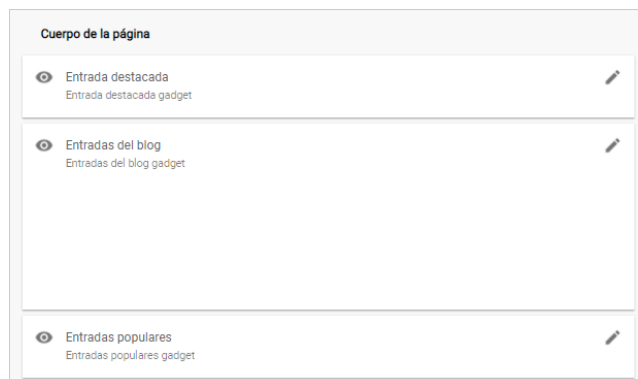 Cuerpo de la página
Entrada destacada
Entrada destacada gadget
Entradas del blog
Entradas del blog gadget
Entradas populares
Entradas populares gadget